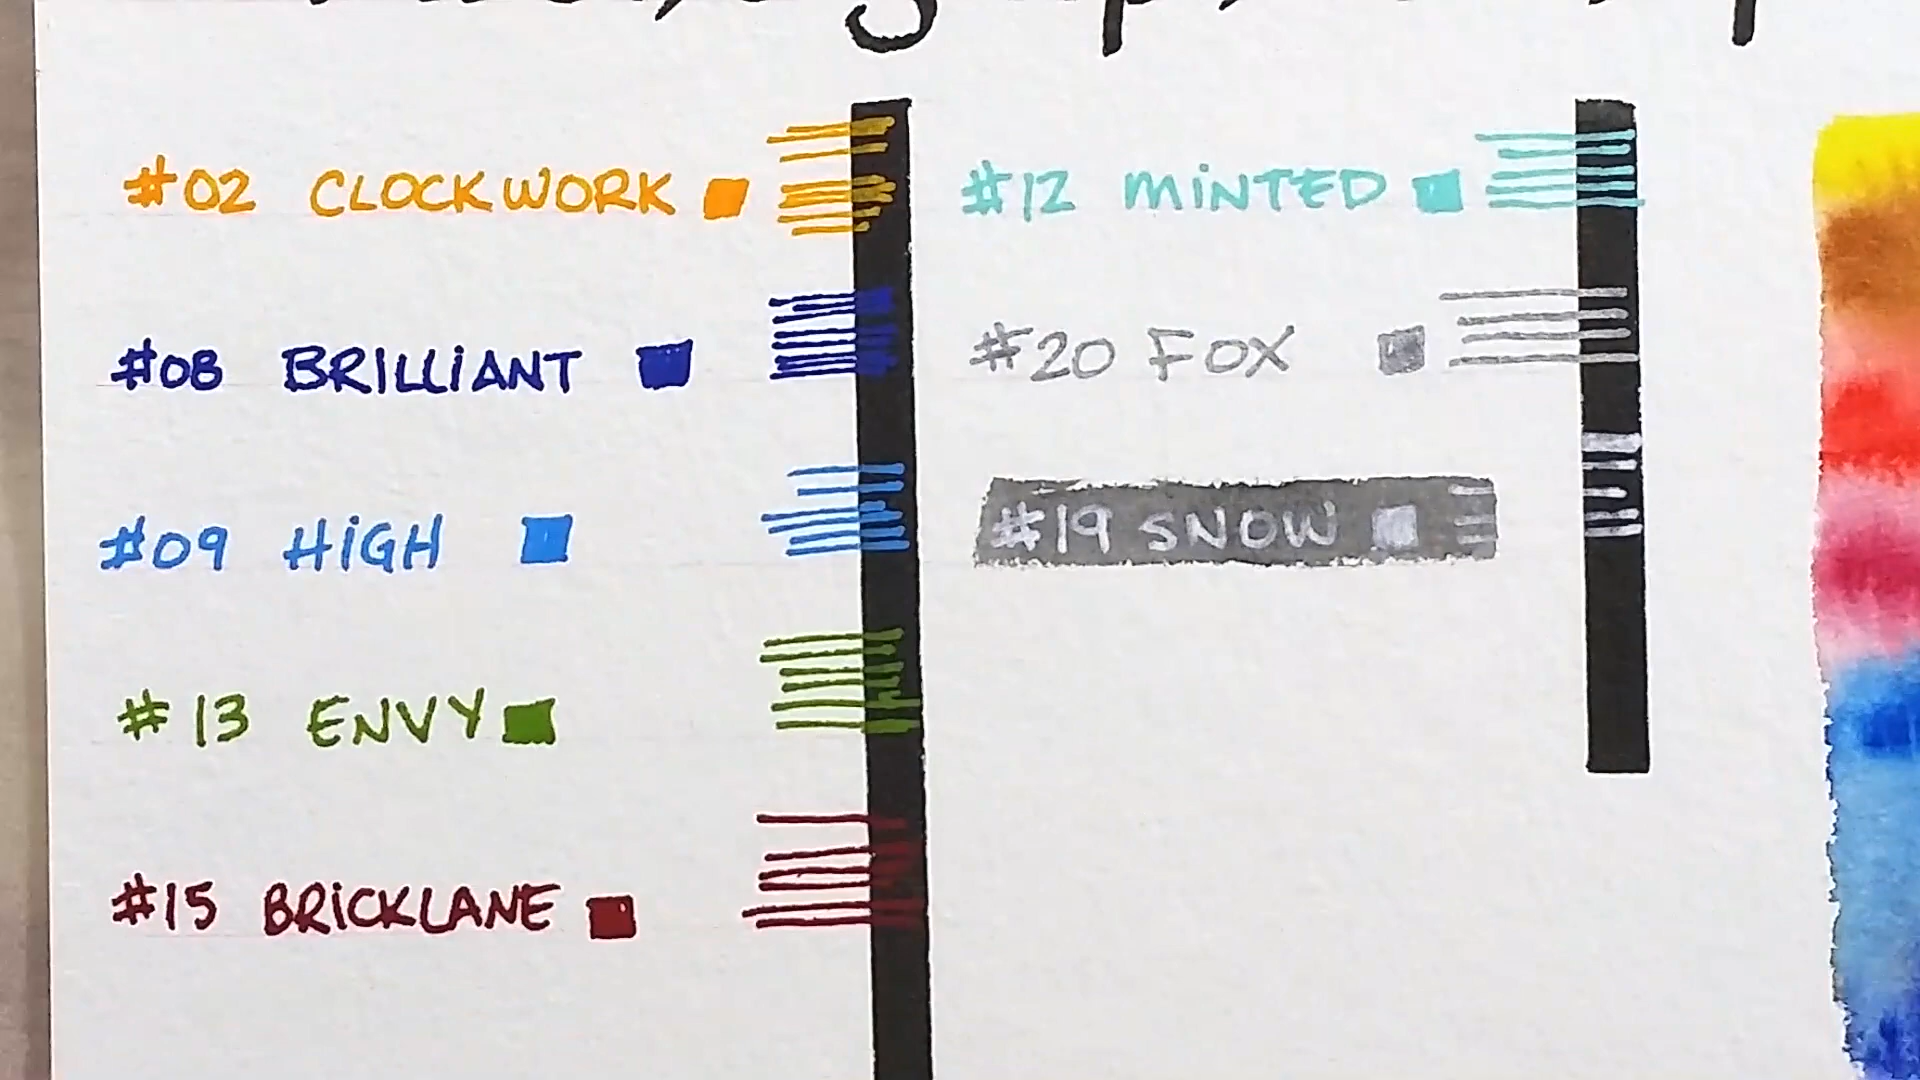 #02 CLOCKWORK
#08 BRILLIANT
#09 HIGH
#13 ENVY
#15 BRICKLANE
#12 MINTED
#20 FOX
#19 SNOW